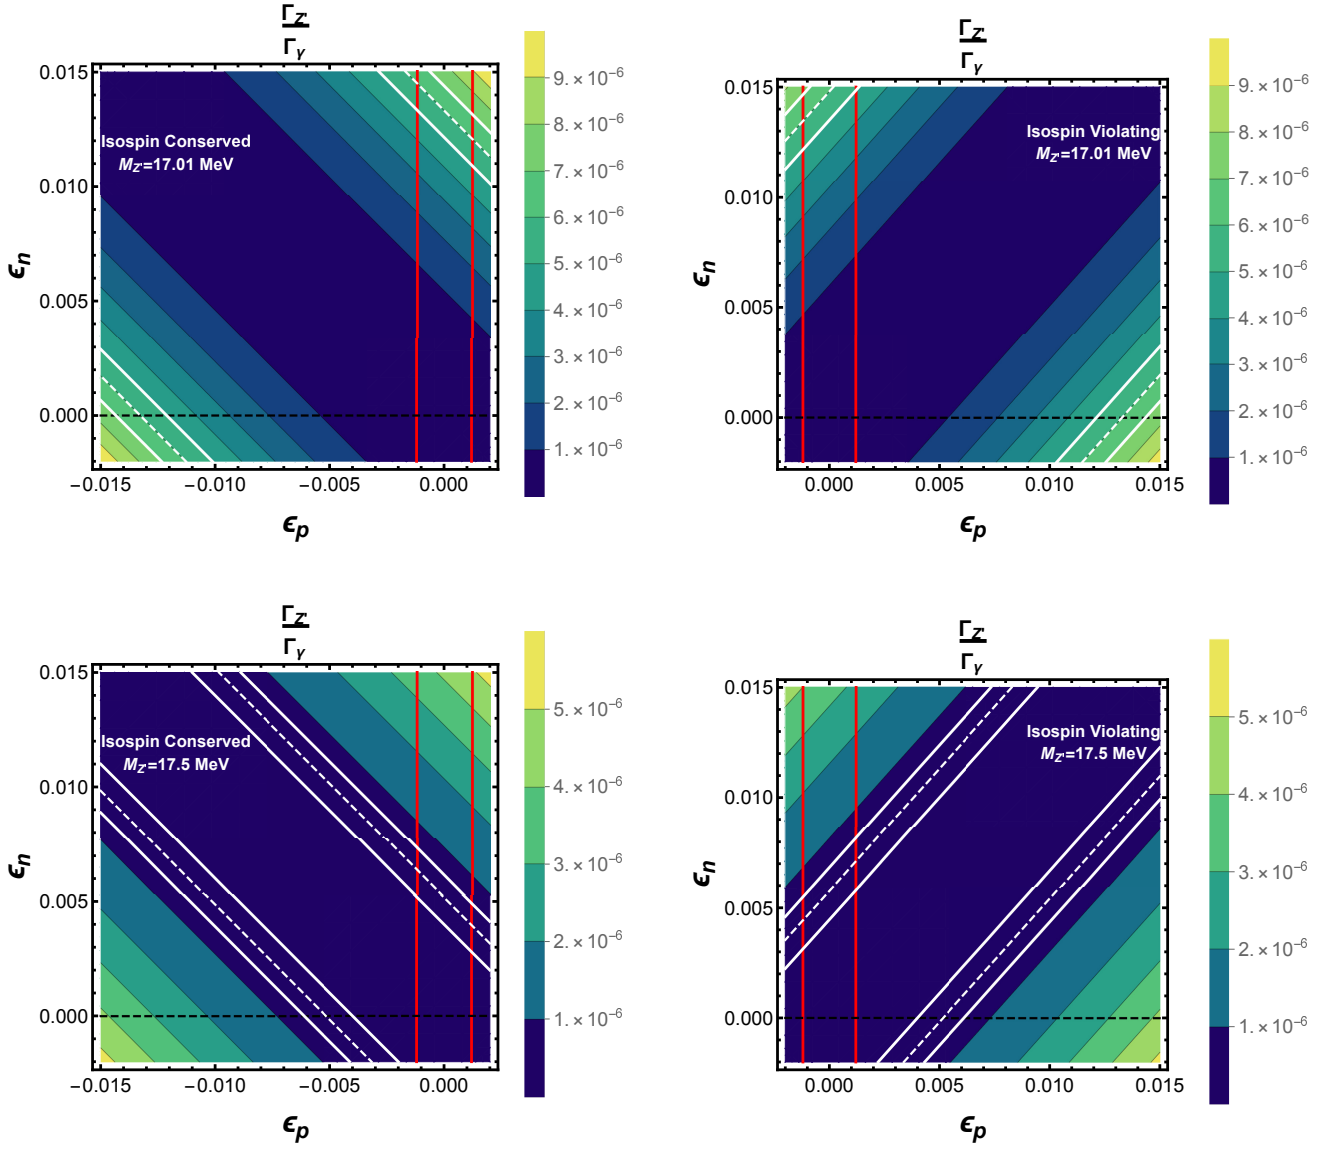 Γ_Z'
Γ_γ
0.015
0.010
0.005
0.000
ϵ_n
Isospin Conserved
M_Z'=17.01 MeV
−0.015 −0.010 −0.005 0.000
ϵ_p
9.×10⁻⁶
8.×10⁻⁶
7.×10⁻⁶
6.×10⁻⁶
5.×10⁻⁶
4.×10⁻⁶
3.×10⁻⁶
2.×10⁻⁶
1.×10⁻⁶
Γ_Z'
Γ_γ
0.015
0.010
0.005
0.000
ϵ_n
Isospin Violating
M_Z'=17.01 MeV
0.000 0.005 0.010 0.015
ϵ_p
9.×10⁻⁶
8.×10⁻⁶
7.×10⁻⁶
6.×10⁻⁶
5.×10⁻⁶
4.×10⁻⁶
3.×10⁻⁶
2.×10⁻⁶
1.×10⁻⁶
Γ_Z'
Γ_γ
0.015
0.010
0.005
0.000
ϵ_n
Isospin Conserved
M_Z'=17.5 MeV
−0.015 −0.010 −0.005 0.000
ϵ_p
5.×10⁻⁶
4.×10⁻⁶
3.×10⁻⁶
2.×10⁻⁶
1.×10⁻⁶
Γ_Z'
Γ_γ
0.015
0.010
0.005
0.000
ϵ_n
Isospin Violating
M_Z'=17.5 MeV
0.000 0.005 0.010 0.015
ϵ_p
5.×10⁻⁶
4.×10⁻⁶
3.×10⁻⁶
2.×10⁻⁶
1.×10⁻⁶